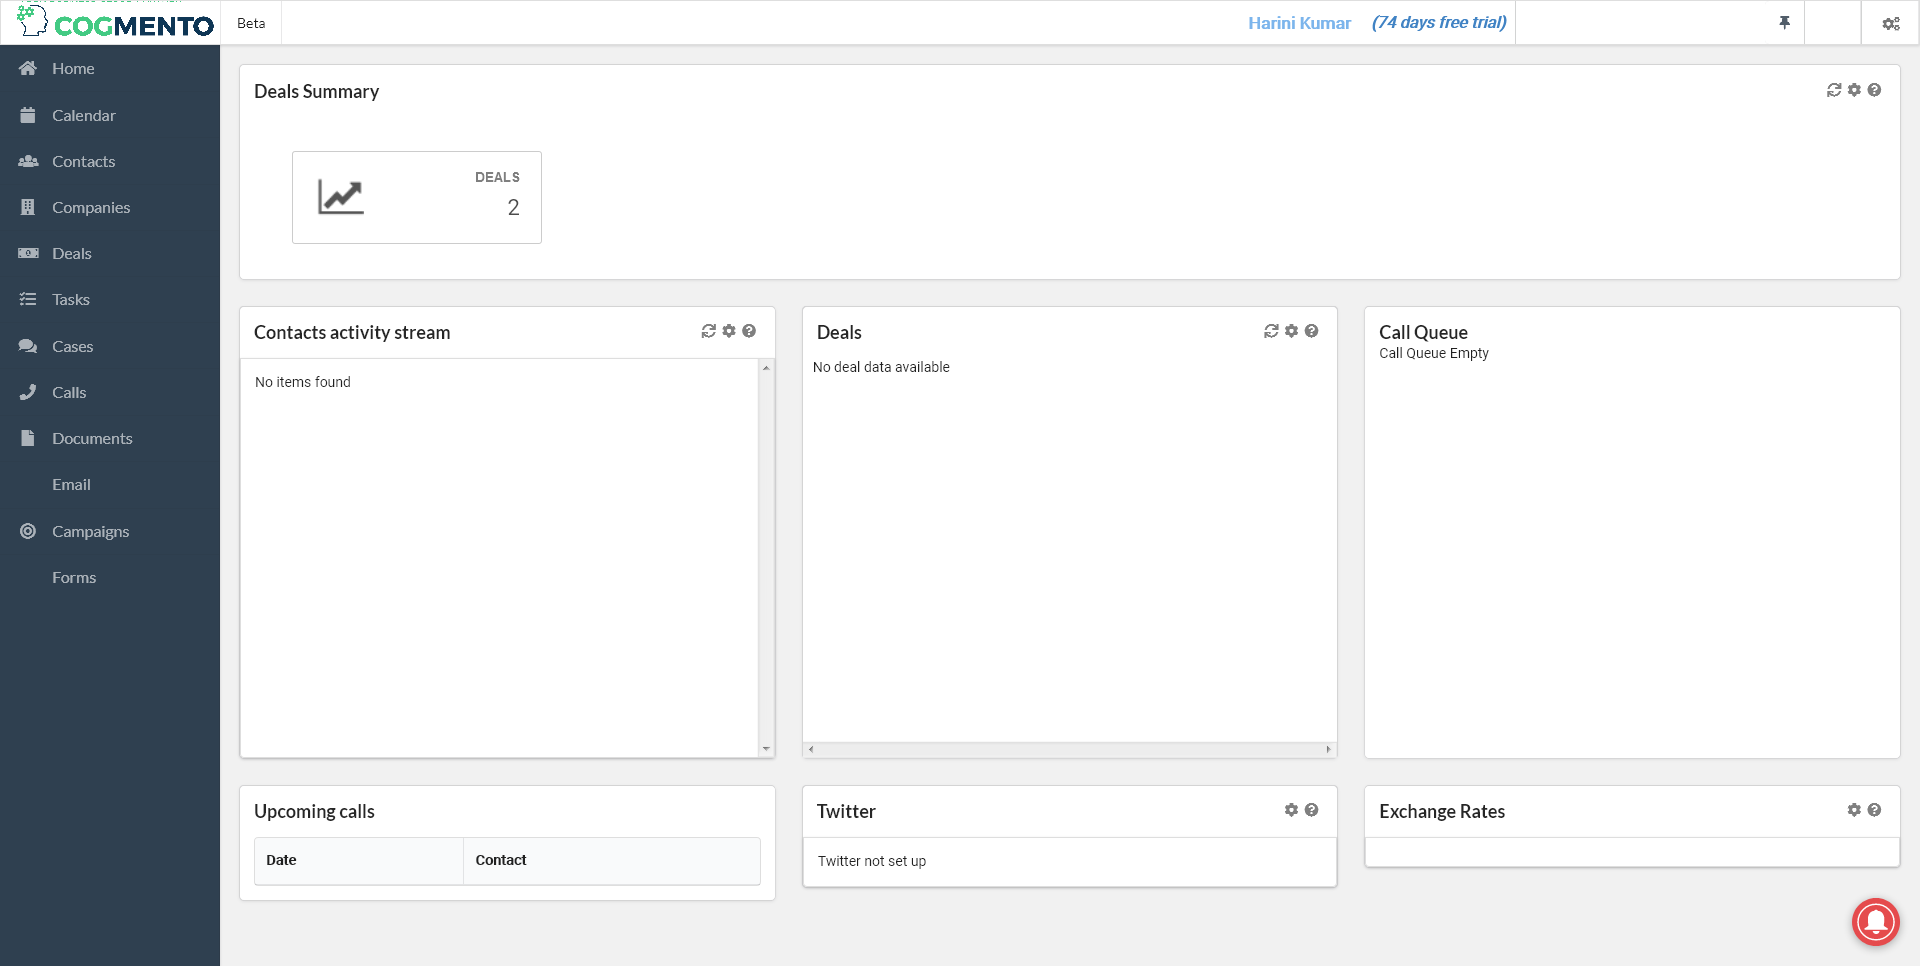 COGMENTO
Beta
Harini Kumar (74 days free trial)
Home
Calendar
Contacts
Companies
Deals
Tasks
Cases
Calls
Documents
Email
Campaigns
Forms
Deals Summary
DEALS
2
Contacts activity stream
No items found
Deals
No deal data available
Call Queue
Call Queue Empty
Upcoming calls
Date Contact
Twitter
Twitter not set up
Exchange Rates